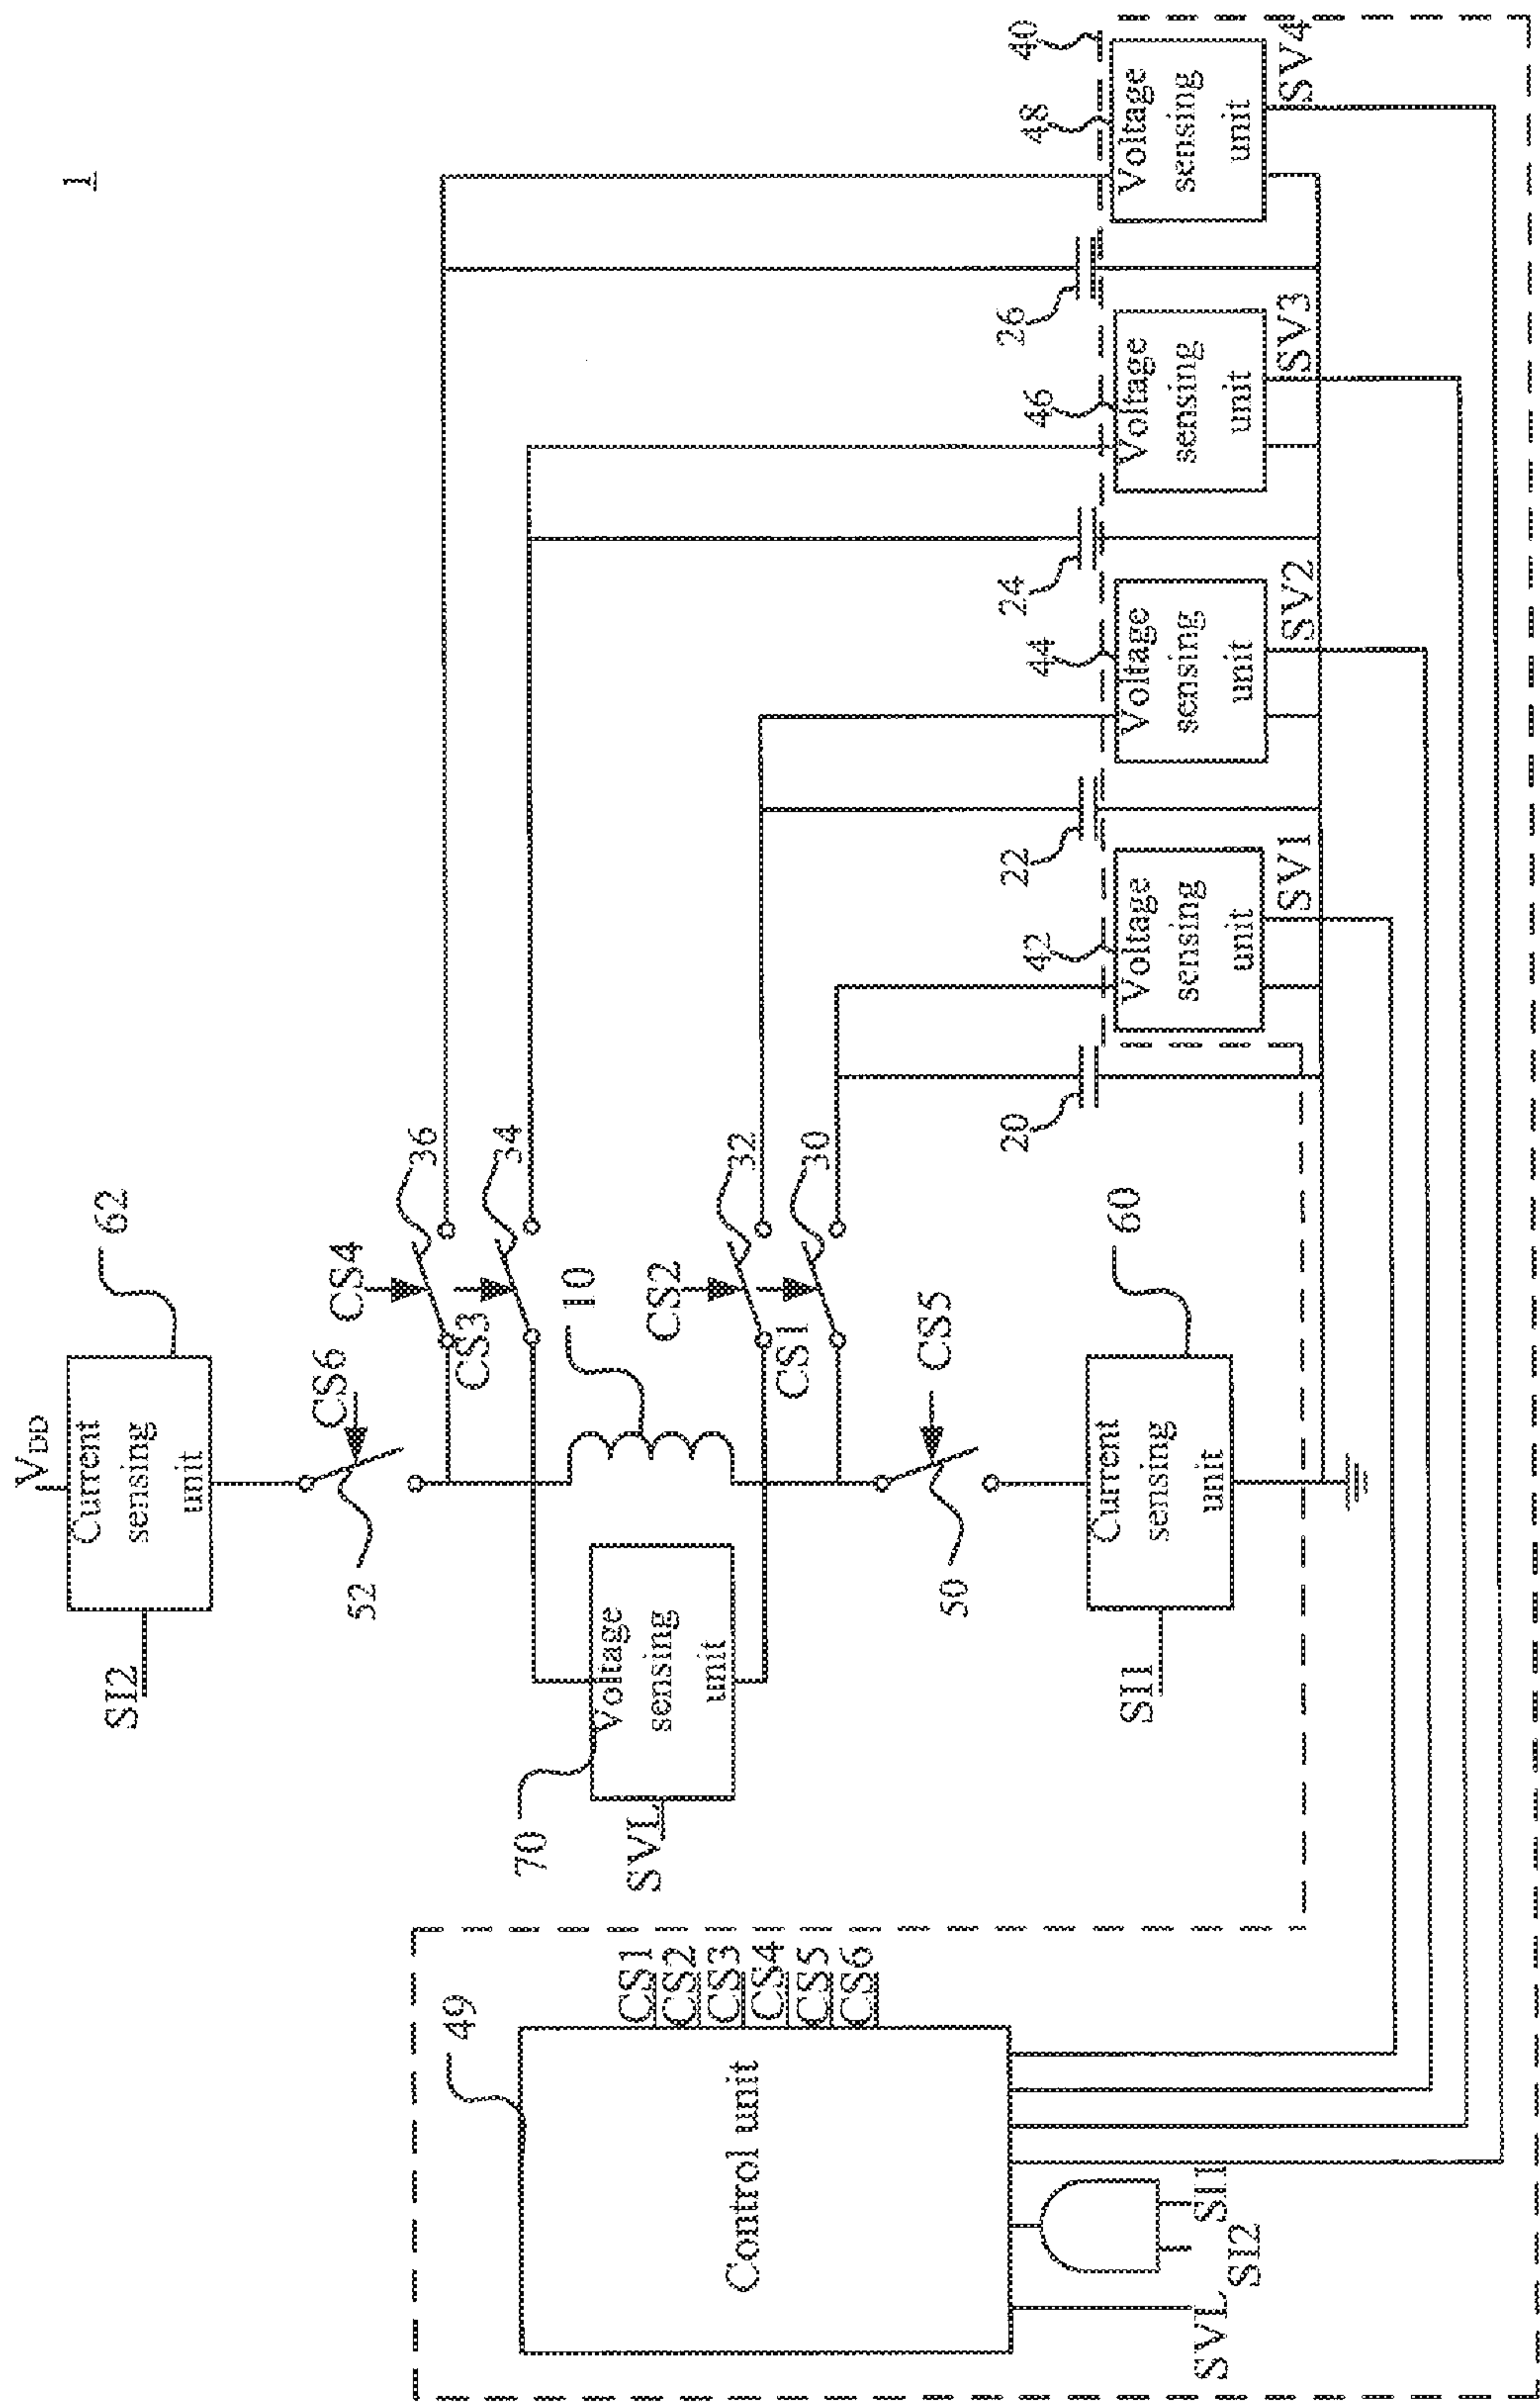 1
V_DD
Current
sensing
unit
62
SI2
CS6
52
CS4
36
CS3
34
10
CS2
32
CS1
30
Voltage
sensing
unit
70
SVL
CS5
50
Current
sensing
unit
60
SI1
20
22
24
26
40
42
Voltage
sensing
unit
SV1
44
Voltage
sensing
unit
SV2
46
Voltage
sensing
unit
SV3
48
Voltage
sensing
unit
SV4
49
Control unit
CS1
CS2
CS3
CS4
CS5
CS6
SVL
SI2
SI1